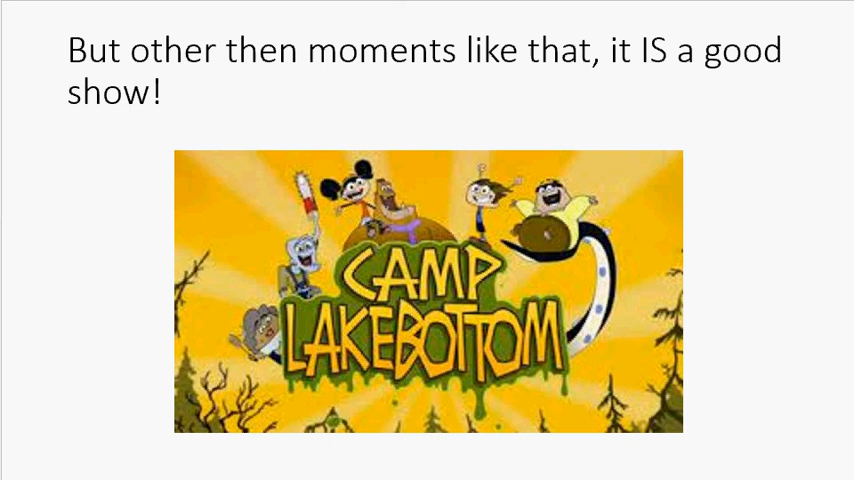 But other then moments like that, it IS a good
show!
CAMP
LAKEBOTTOM